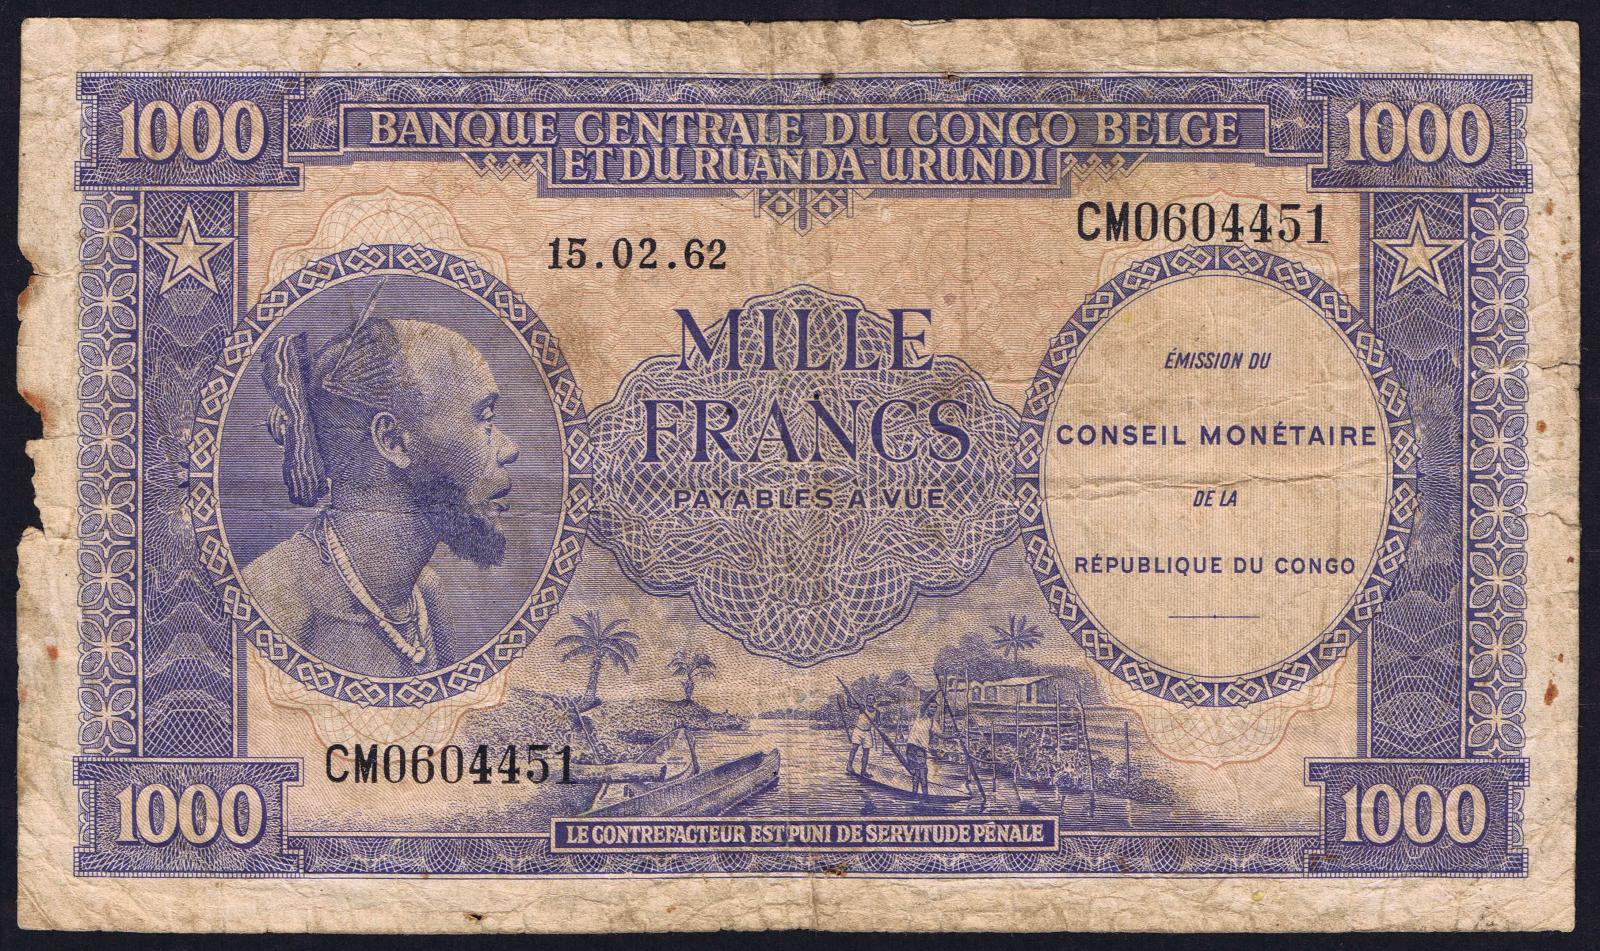 1000
1000
BANQUE CENTRALE DU CONGO BELGE
ET DU RUANDA-URUNDI
CM0604451
15.02.62
MILLE
FRANCS
PAYABLES A VUE
ÉMISSION DU
CONSEIL MONÉTAIRE
DE LA
RÉPUBLIQUE DU CONGO
CM0604451
1000
1000
LE CONTREFACTEUR EST PUNI DE SERVITUDE PÉNALE